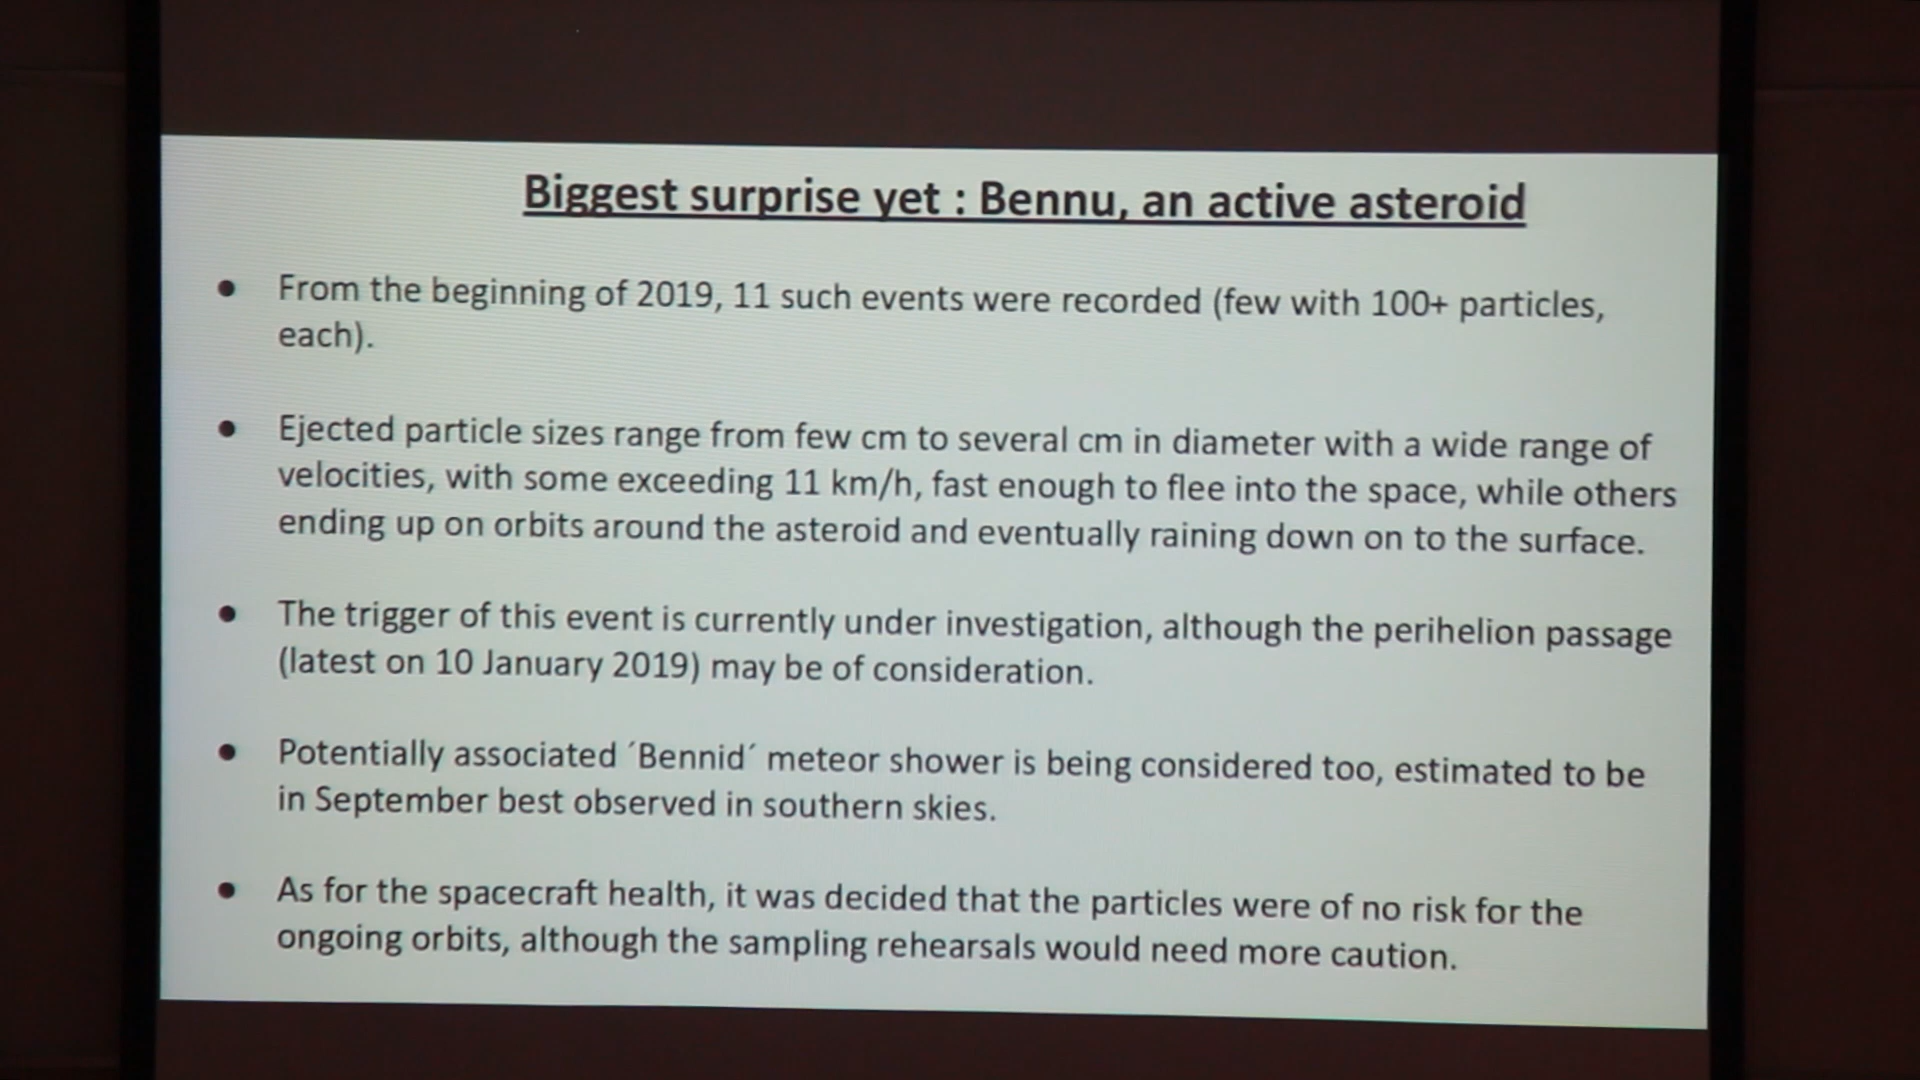 Biggest surprise yet : Bennu, an active asteroid
● From the beginning of 2019, 11 such events were recorded (few with 100+ particles,
each).
● Ejected particle sizes range from few cm to several cm in diameter with a wide range of
velocities, with some exceeding 11 km/h, fast enough to flee into the space, while others
ending up on orbits around the asteroid and eventually raining down on to the surface.
● The trigger of this event is currently under investigation, although the perihelion passage
(latest on 10 January 2019) may be of consideration.
● Potentially associated ´Bennid´ meteor shower is being considered too, estimated to be
in September best observed in southern skies.
● As for the spacecraft health, it was decided that the particles were of no risk for the
ongoing orbits, although the sampling rehearsals would need more caution.